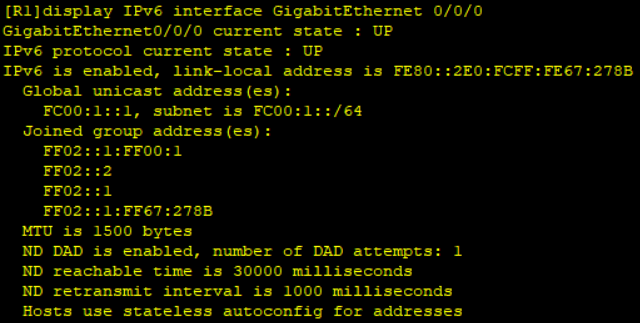 [R1]display IPv6 interface GigabitEthernet 0/0/0
GigabitEthernet0/0/0 current state : UP
IPv6 protocol current state : UP
IPv6 is enabled, link-local address is FE80::2E0:FCFF:FE67:278B
Global unicast address(es):
FC00:1::1, subnet is FC00:1::/64
Joined group address(es):
FF02::1:FF00:1
FF02::2
FF02::1
FF02::1:FF67:278B
MTU is 1500 bytes
ND DAD is enabled, number of DAD attempts: 1
ND reachable time is 30000 milliseconds
ND retransmit interval is 1000 milliseconds
Hosts use stateless autoconfig for addresses